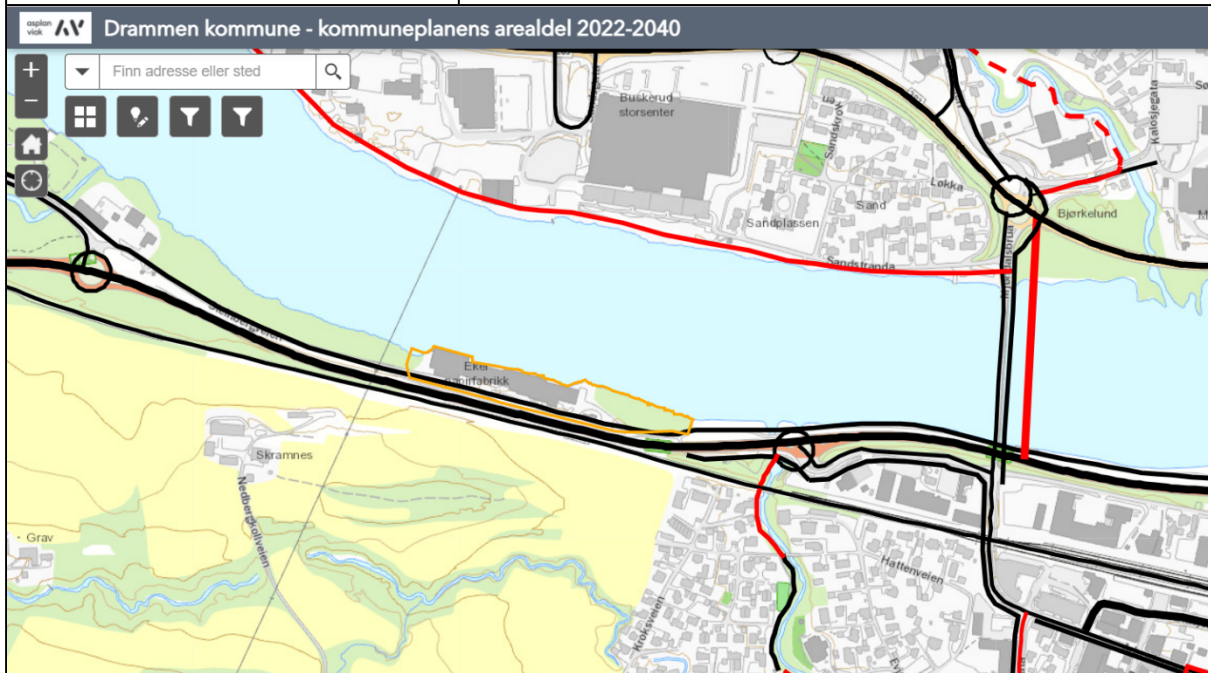 asplan
viak
Drammen kommune - kommuneplanens arealdel 2022-2040
+
Finn adresse eller sted
−
Buskerud
storsenter
Sandskroken
Løkka
Sand
Sandplassen
Sandstranda
Bjørkelund
Kalosjegata
Eker
papirfabrikk
Skramnes
Nedbergkollveien
Grav
Hattenveien
Kroksveien